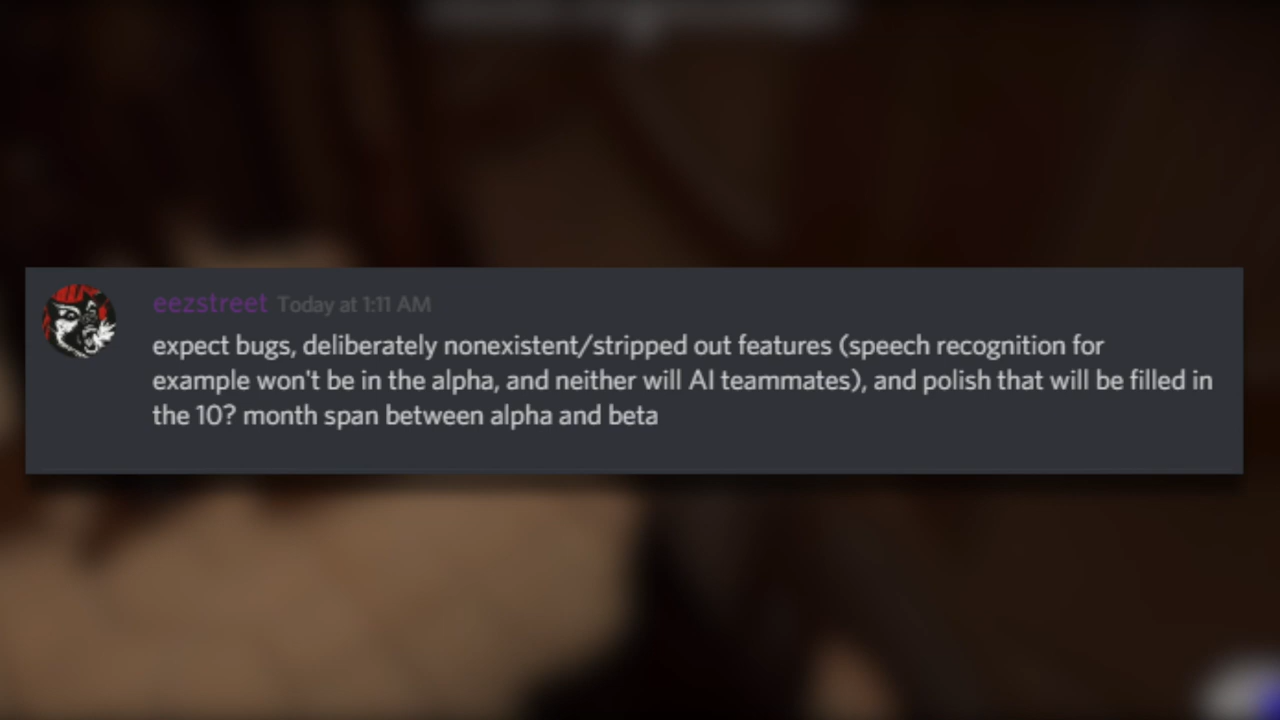 eezstreet Today at 1:11 AM
expect bugs, deliberately nonexistent/stripped out features (speech recognition for
example won't be in the alpha, and neither will AI teammates), and polish that will be filled in
the 10? month span between alpha and beta